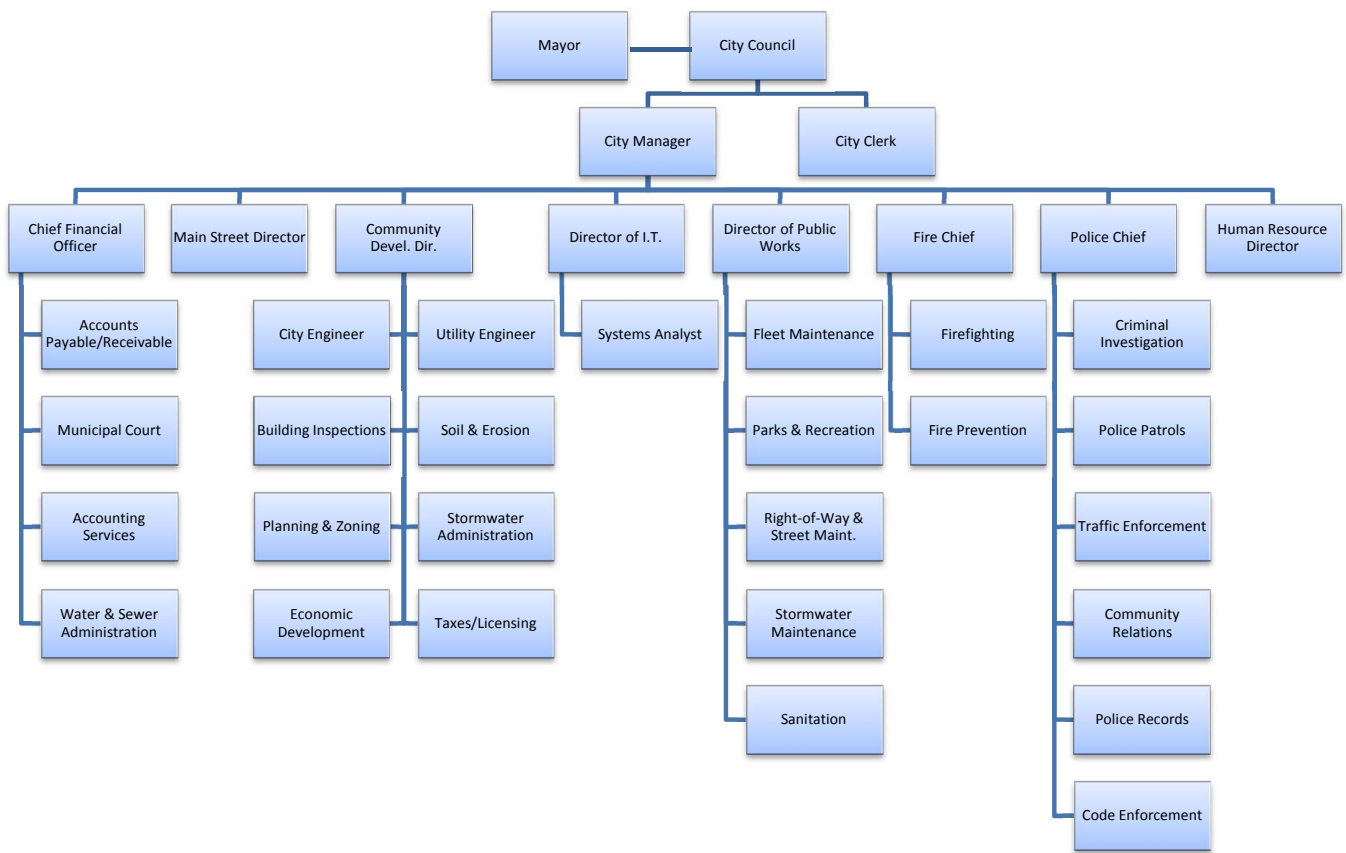 Mayor
City Council
City Manager
City Clerk
Chief Financial
Officer
Main Street Director
Community
Devel. Dir.
Director of I.T.
Director of Public
Works
Fire Chief
Police Chief
Human Resource
Director
Accounts
Payable/Receivable
City Engineer
Utility Engineer
Systems Analyst
Fleet Maintenance
Firefighting
Criminal
Investigation
Municipal Court
Building Inspections
Soil & Erosion
Parks & Recreation
Fire Prevention
Police Patrols
Accounting
Services
Planning & Zoning
Stormwater
Administration
Right-of-Way &
Street Maint.
Traffic Enforcement
Water & Sewer
Administration
Economic
Development
Taxes/Licensing
Stormwater
Maintenance
Community
Relations
Sanitation
Police Records
Code Enforcement